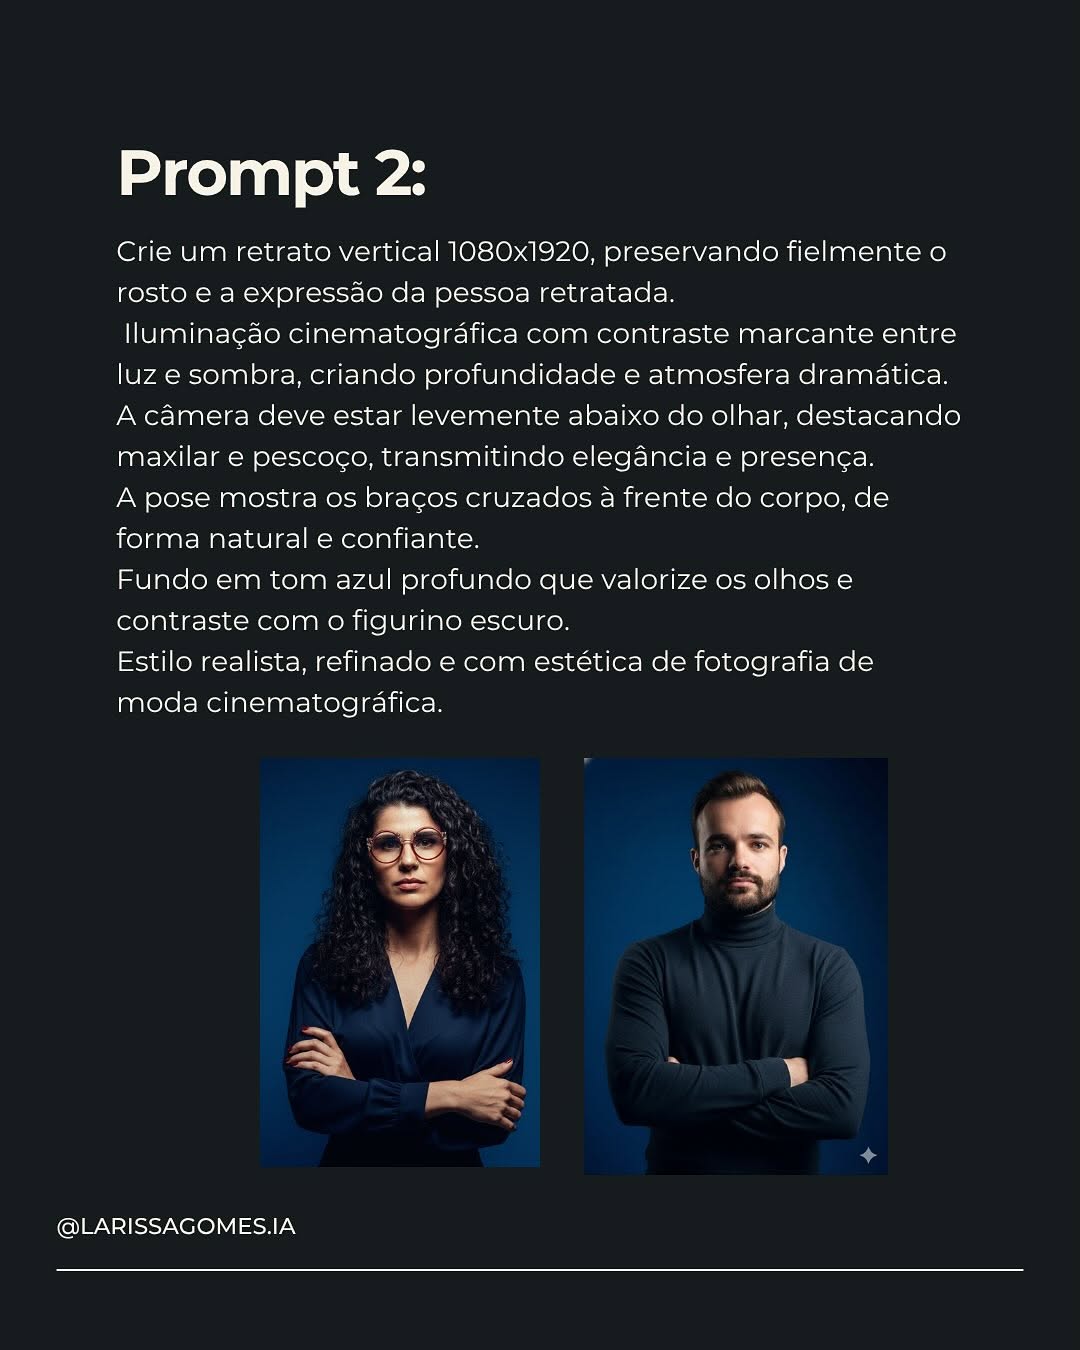 Prompt 2:
Crie um retrato vertical 1080x1920, preservando fielmente o
rosto e a expressão da pessoa retratada.
Iluminação cinematográfica com contraste marcante entre
luz e sombra, criando profundidade e atmosfera dramática.
A câmera deve estar levemente abaixo do olhar, destacando
maxilar e pescoço, transmitindo elegância e presença.
A pose mostra os braços cruzados à frente do corpo, de
forma natural e confiante.
Fundo em tom azul profundo que valorize os olhos e
contraste com o figurino escuro.
Estilo realista, refinado e com estética de fotografia de
moda cinematográfica.
@LARISSAGOMES.IA